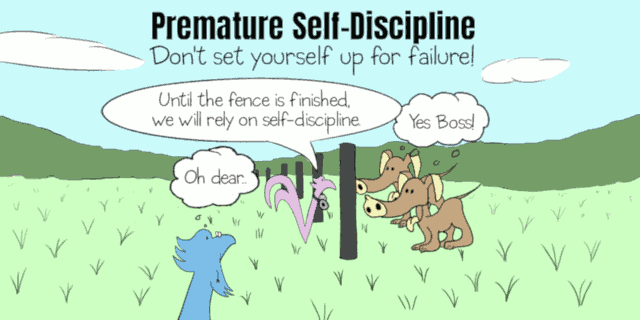 Premature Self-Discipline
Don't set yourself up for failure!
Until the fence is finished,
we will rely on self-discipline.
Yes Boss!
Oh dear..